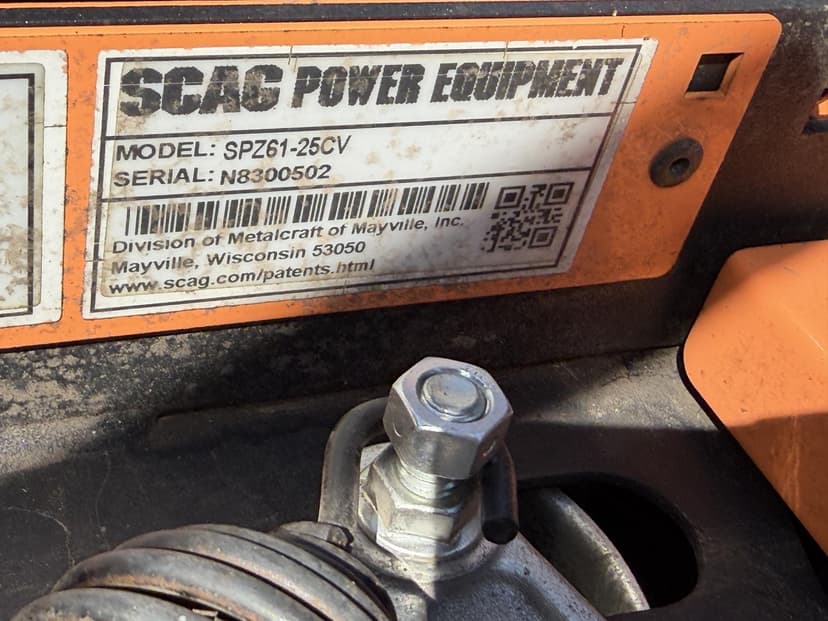 SCAG POWER EQUIPMENT
MODEL: SPZ61-25CV
SERIAL: N8300502
Division of Metalcraft of Mayville, Inc.
Mayville, Wisconsin 53050
www.scag.com/patents.html